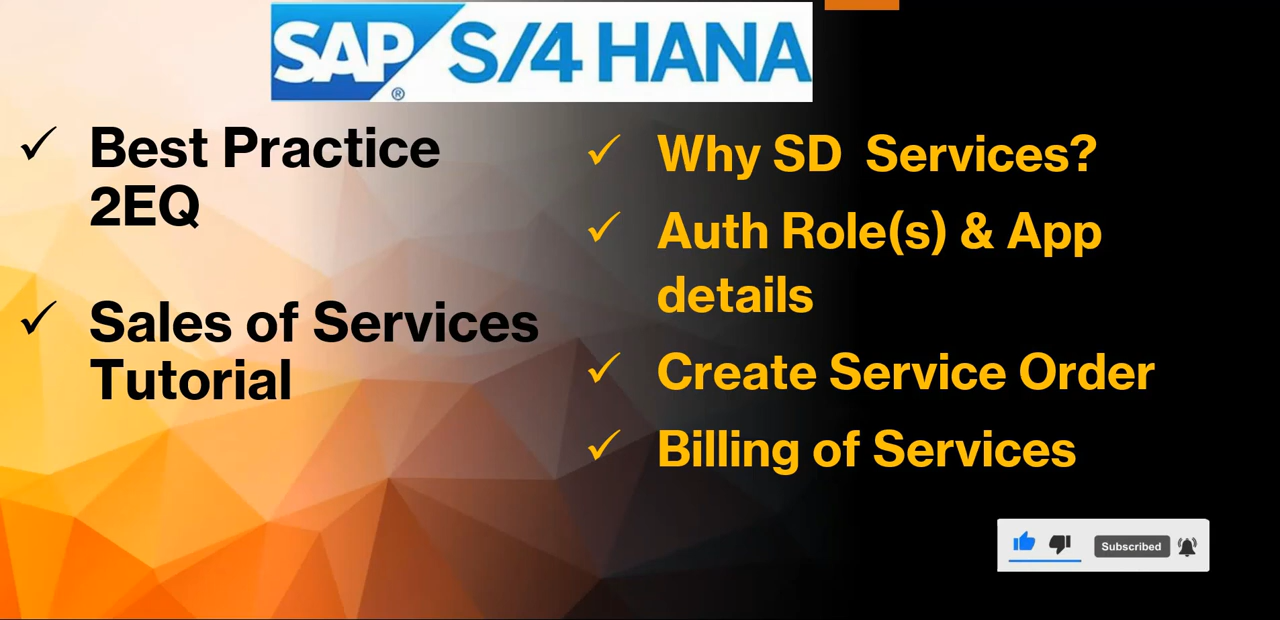 SAP S/4 HANA
®
Best Practice
2EQ
Sales of Services
Tutorial
Why SD Services?
Auth Role(s) & App
details
Create Service Order
Billing of Services
Subscribed